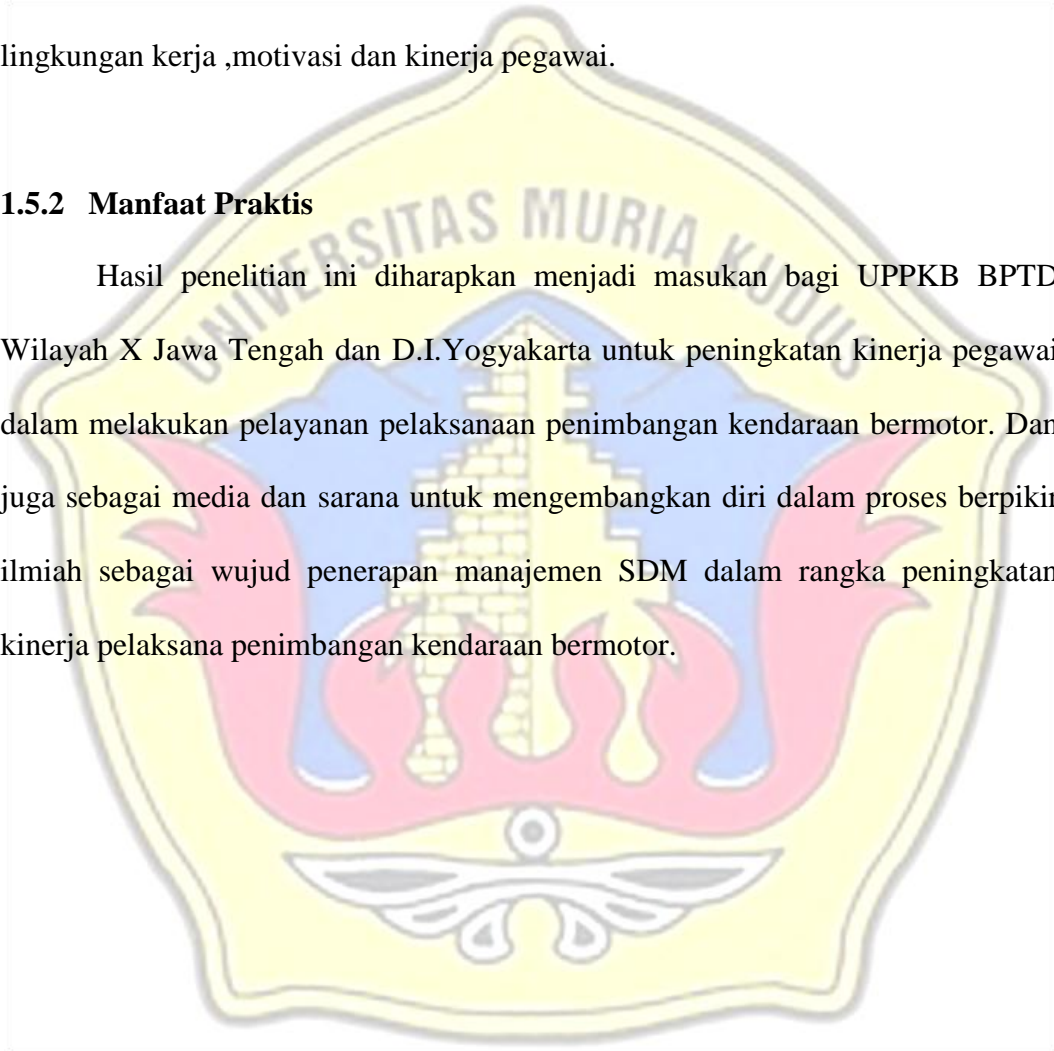 lingkungan kerja ,motivasi dan kinerja pegawai.
1.5.2 Manfaat Praktis
UNIVERSITAS MURIA KUDUS
Hasil penelitian ini diharapkan menjadi masukan bagi UPPKB BPTD
Wilayah X Jawa Tengah dan D.I.Yogyakarta untuk peningkatan kinerja pegawai
dalam melakukan pelayanan pelaksanaan penimbangan kendaraan bermotor. Dan
juga sebagai media dan sarana untuk mengembangkan diri dalam proses berpikir
ilmiah sebagai wujud penerapan manajemen SDM dalam rangka peningkatan
kinerja pelaksana penimbangan kendaraan bermotor.